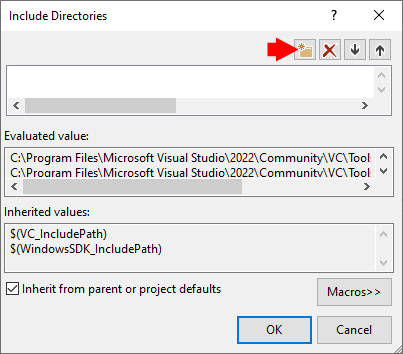 Include Directories
Evaluated value:
C:\Program Files\Microsoft Visual Studio\2022\Community\VC\Tool
C:\Program Files\Microsoft Visual Studio\2022\Community\VC\Tool
Inherited values:
$(VC_IncludePath)
$(WindowsSDK_IncludePath)
Inherit from parent or project defaults
Macros>>
OK
Cancel